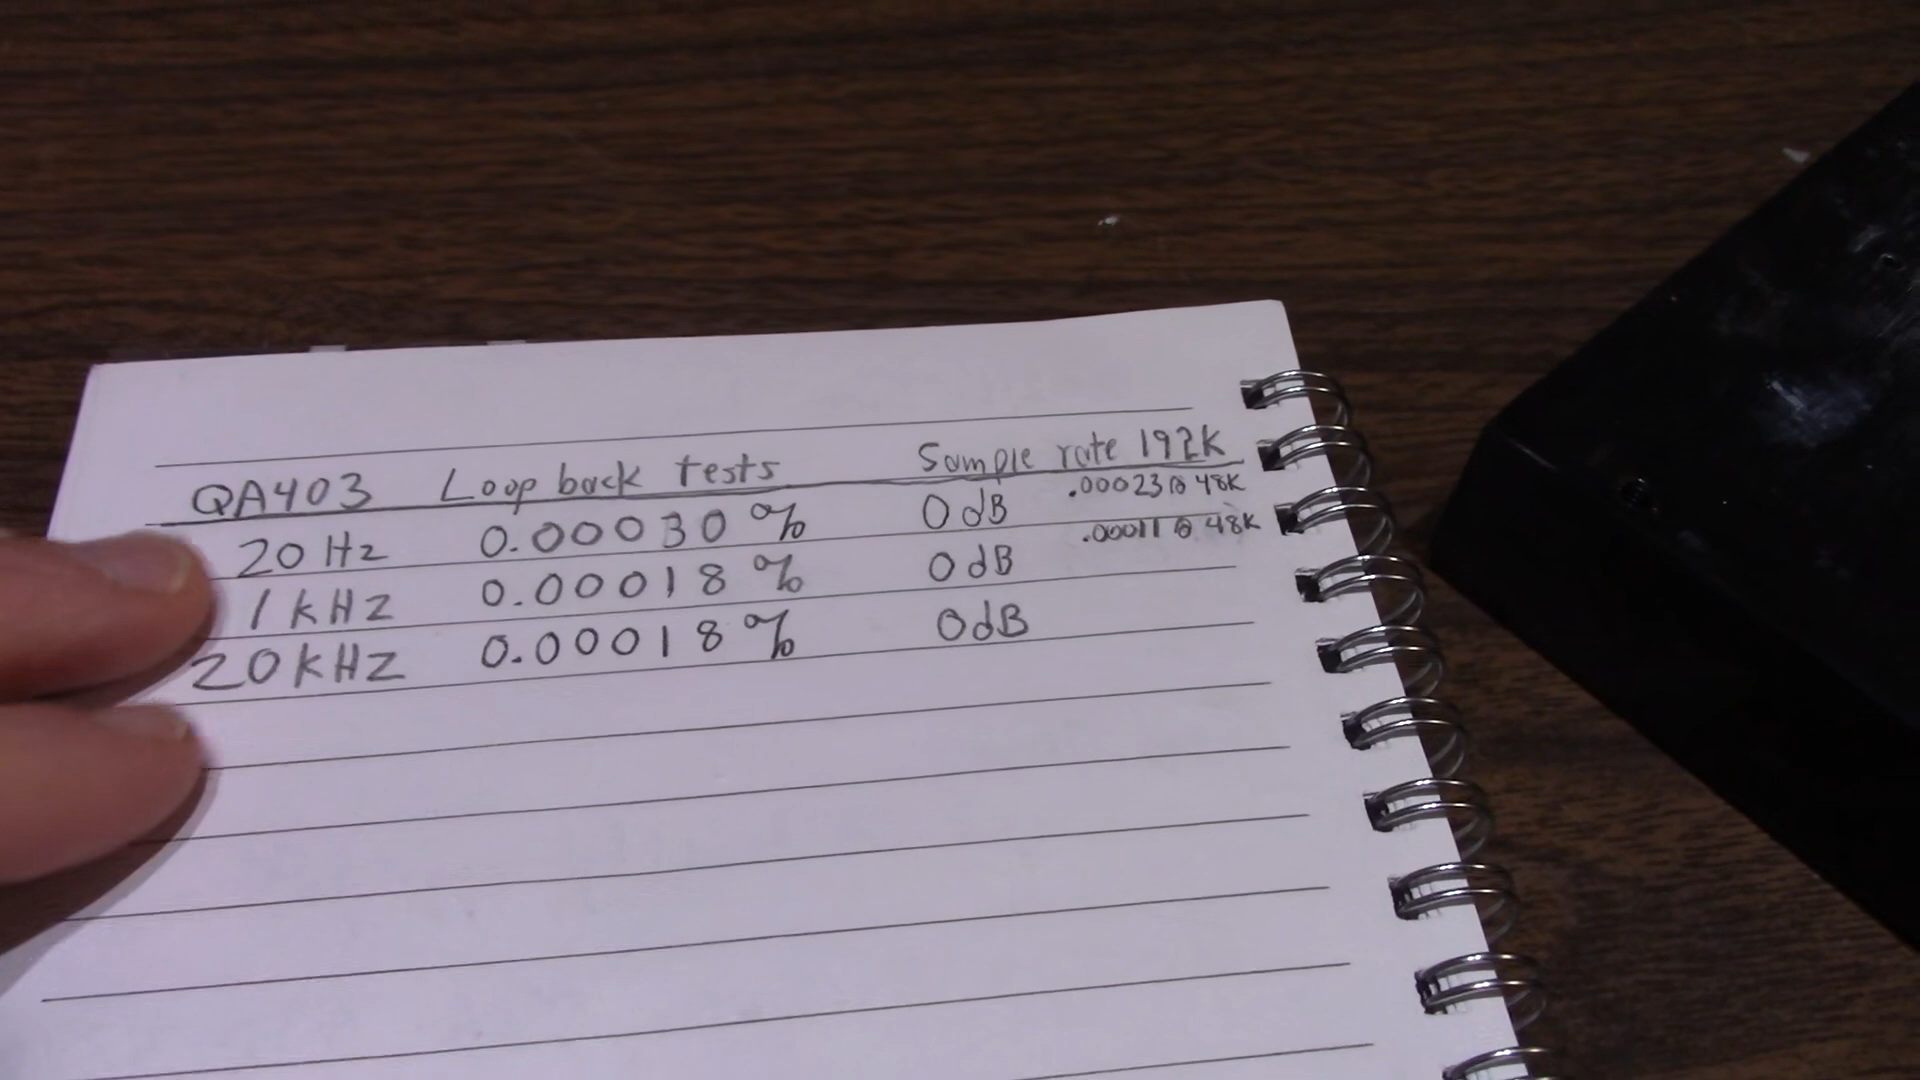 QA403 Loop back tests Sample rate 192K
20 Hz 0.00030 % 0 dB .00023 @ 48K
1 kHz 0.00018 % 0 dB .00011 @ 48K
20 kHz 0.00018 % 0 dB